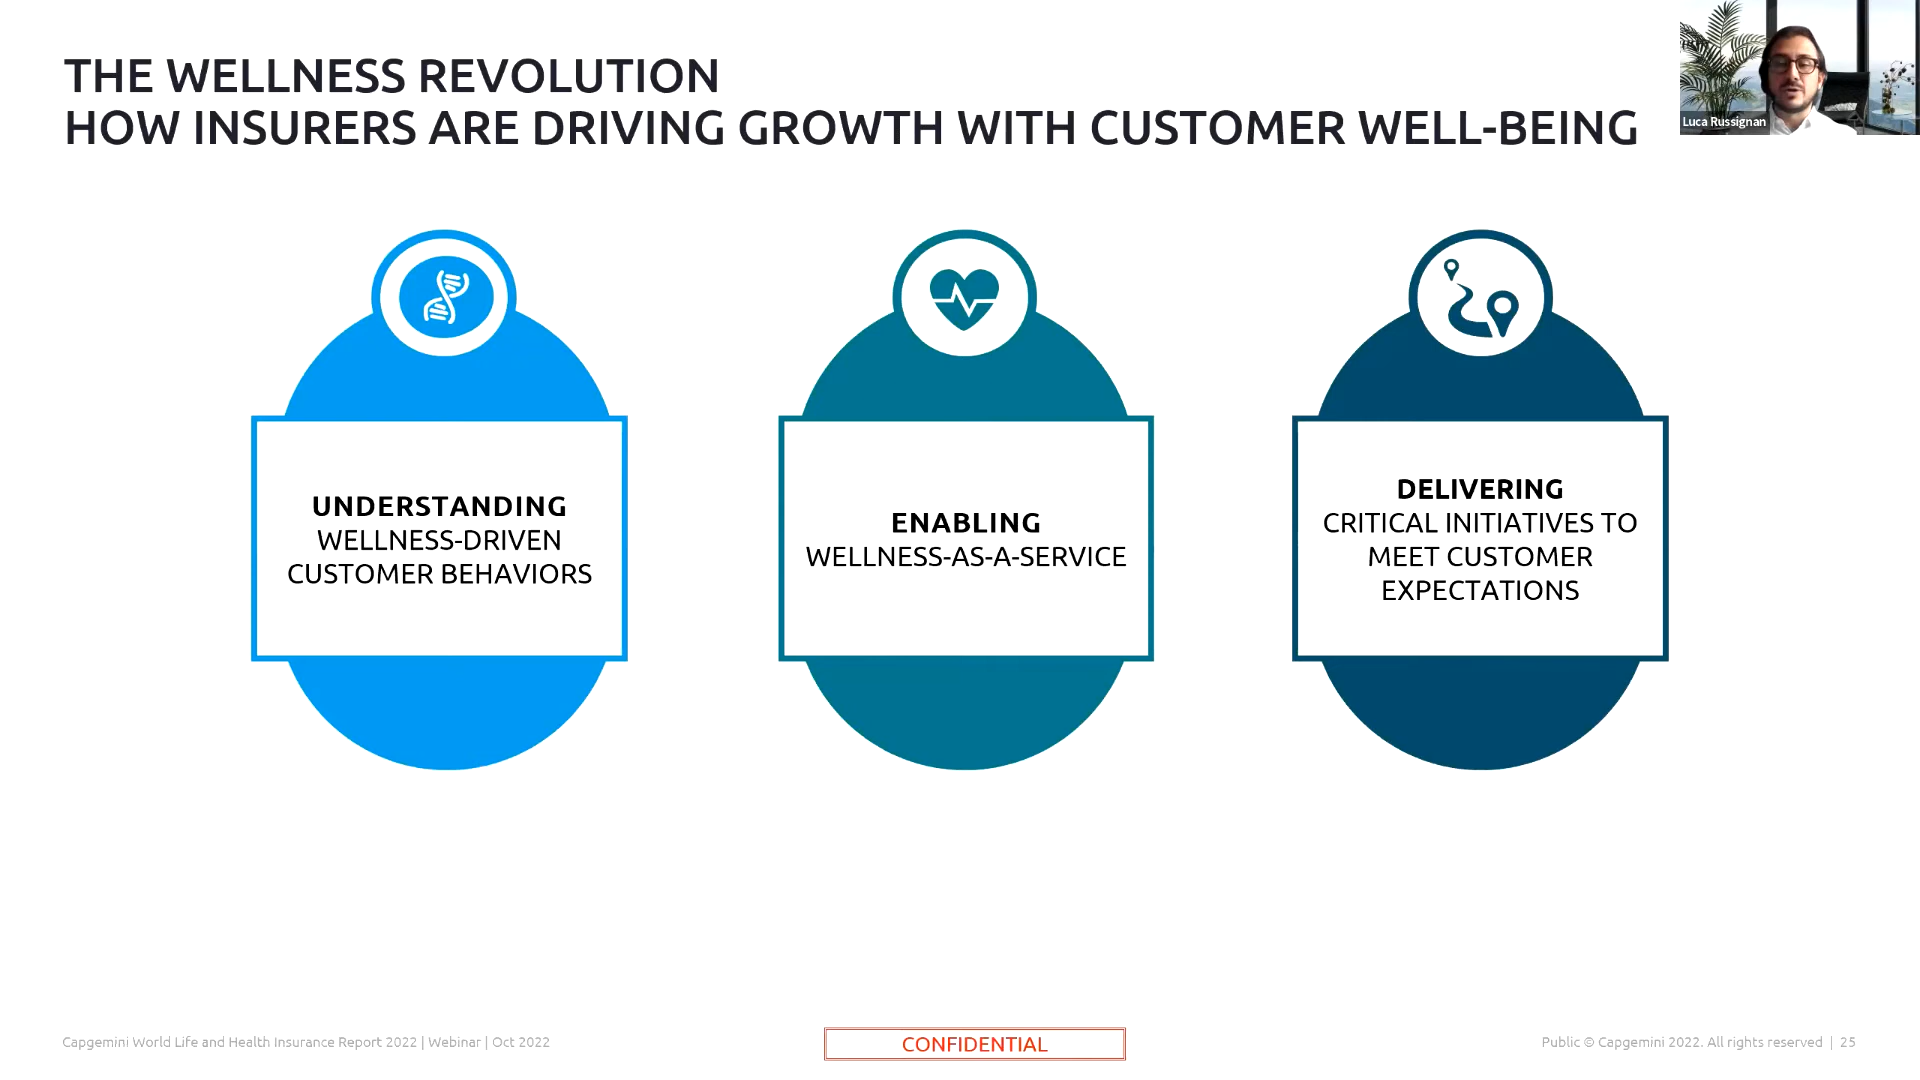 THE WELLNESS REVOLUTION
HOW INSURERS ARE DRIVING GROWTH WITH CUSTOMER WELL-BEING
Luca Russignan
UNDERSTANDING
WELLNESS-DRIVEN
CUSTOMER BEHAVIORS
ENABLING
WELLNESS-AS-A-SERVICE
DELIVERING
CRITICAL INITIATIVES TO
MEET CUSTOMER
EXPECTATIONS
Capgemini World Life and Health Insurance Report 2022 | Webinar | Oct 2022
CONFIDENTIAL
Public © Capgemini 2022. All rights reserved | 25